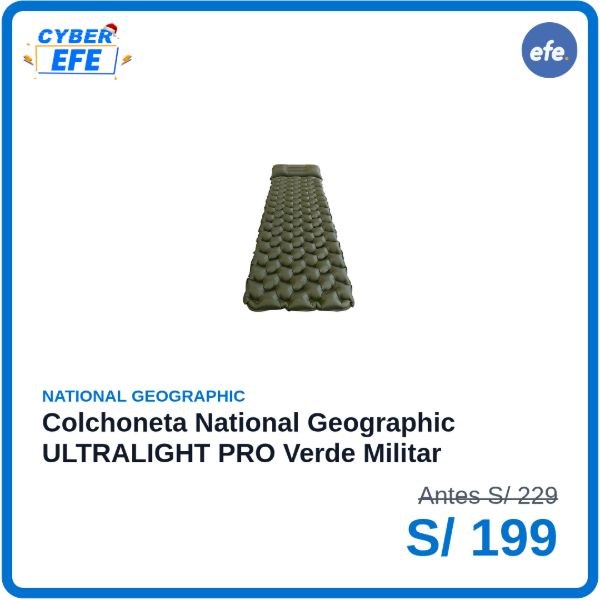 CYBER
EFE
efe.
NATIONAL GEOGRAPHIC
Colchoneta National Geographic
ULTRALIGHT PRO Verde Militar
Antes S/ 229
S/ 199